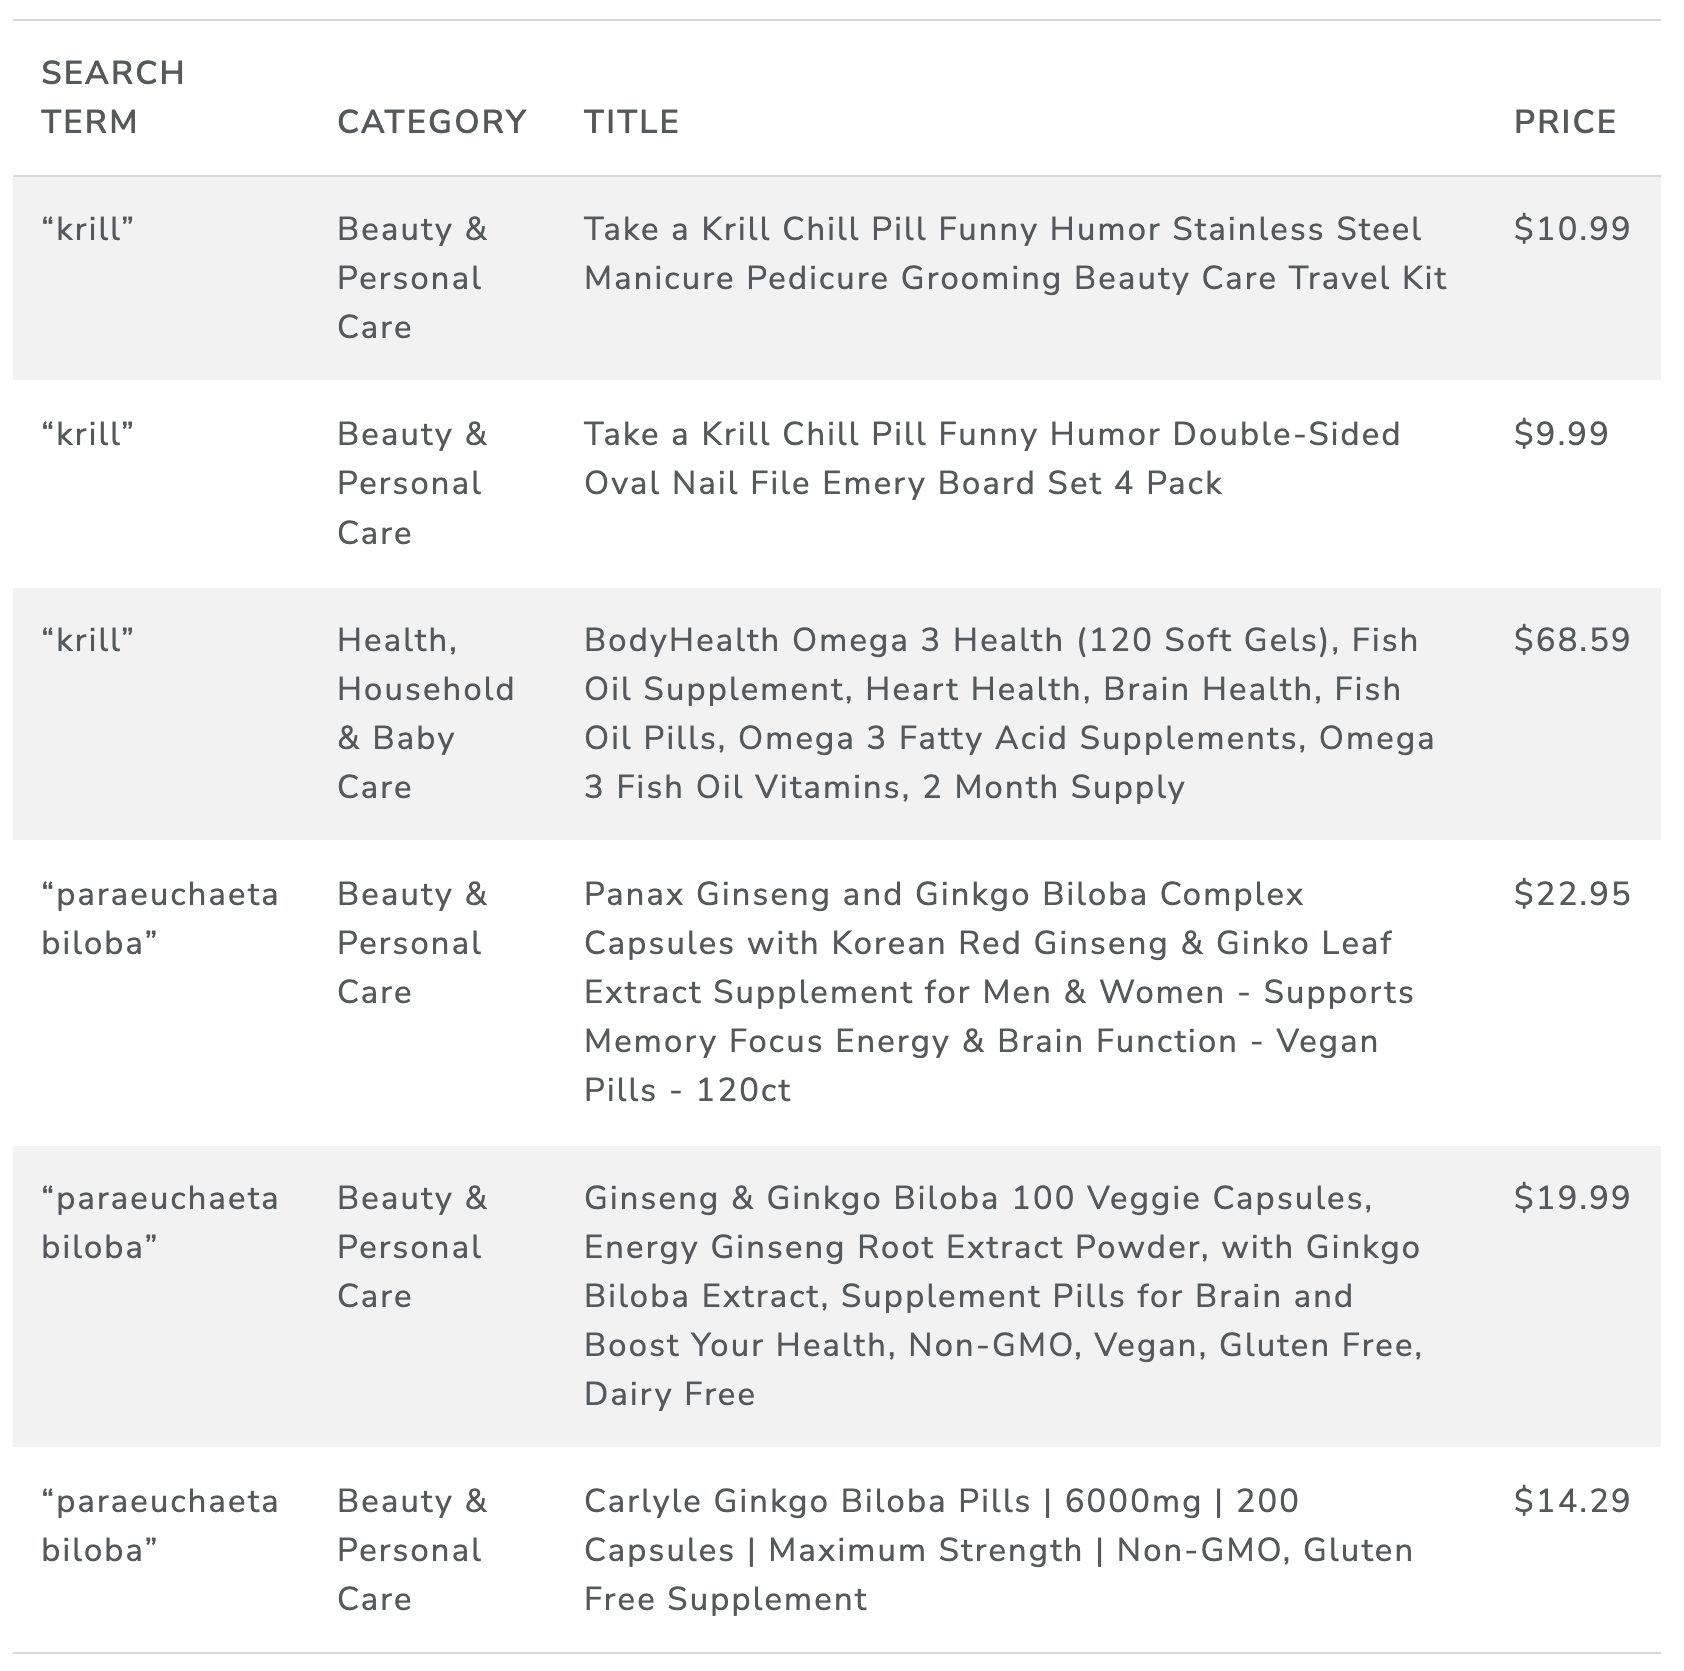 SEARCH
TERM CATEGORY TITLE PRICE
“krill” Beauty & Take a Krill Chill Pill Funny Humor Stainless Steel $10.99
Personal Manicure Pedicure Grooming Beauty Care Travel Kit
Care
“krill” Beauty & Take a Krill Chill Pill Funny Humor Double-Sided $9.99
Personal Oval Nail File Emery Board Set 4 Pack
Care
“krill” Health, BodyHealth Omega 3 Health (120 Soft Gels), Fish $68.59
Household Oil Supplement, Heart Health, Brain Health, Fish
& Baby Oil Pills, Omega 3 Fatty Acid Supplements, Omega
Care 3 Fish Oil Vitamins, 2 Month Supply
“paraeuchaeta Beauty & Panax Ginseng and Ginkgo Biloba Complex $22.95
biloba” Personal Capsules with Korean Red Ginseng & Ginko Leaf
Care Extract Supplement for Men & Women - Supports
Memory Focus Energy & Brain Function - Vegan
Pills - 120ct
“paraeuchaeta Beauty & Ginseng & Ginkgo Biloba 100 Veggie Capsules, $19.99
biloba” Personal Energy Ginseng Root Extract Powder, with Ginkgo
Care Biloba Extract, Supplement Pills for Brain and
Boost Your Health, Non-GMO, Vegan, Gluten Free,
Dairy Free
“paraeuchaeta Beauty & Carlyle Ginkgo Biloba Pills | 6000mg | 200 $14.29
biloba” Personal Capsules | Maximum Strength | Non-GMO, Gluten
Care Free Supplement